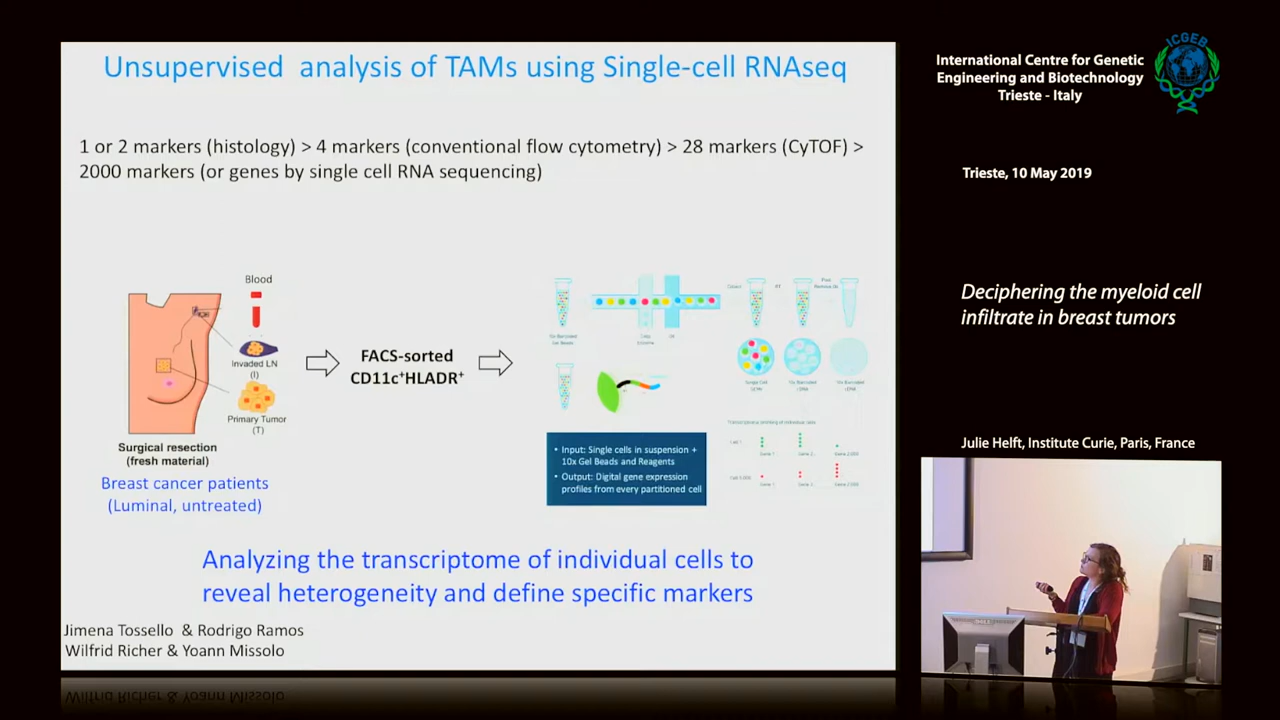 Unsupervised analysis of TAMs using Single-cell RNAseq
1 or 2 markers (histology) > 4 markers (conventional flow cytometry) > 28 markers (CyTOF) >
2000 markers (or genes by single cell RNA sequencing)
Blood
Invaded LN
(I)
Primary Tumor
(T)
Surgical resection
(fresh material)
Breast cancer patients
(Luminal, untreated)
FACS-sorted
CD11c+HLADR+
• Input: Single cells in suspension +
10x Gel Beads and Reagents
• Output: Digital gene expression
profiles from every partitioned cell
Analyzing the transcriptome of individual cells to
reveal heterogeneity and define specific markers
Jimena Tossello & Rodrigo Ramos
Wilfrid Richer & Yoann Missolo
International Centre for Genetic
Engineering and Biotechnology
Trieste - Italy
ICGEB
Trieste, 10 May 2019
Deciphering the myeloid cell
infiltrate in breast tumors
Julie Helft, Institute Curie, Paris, France
DELL